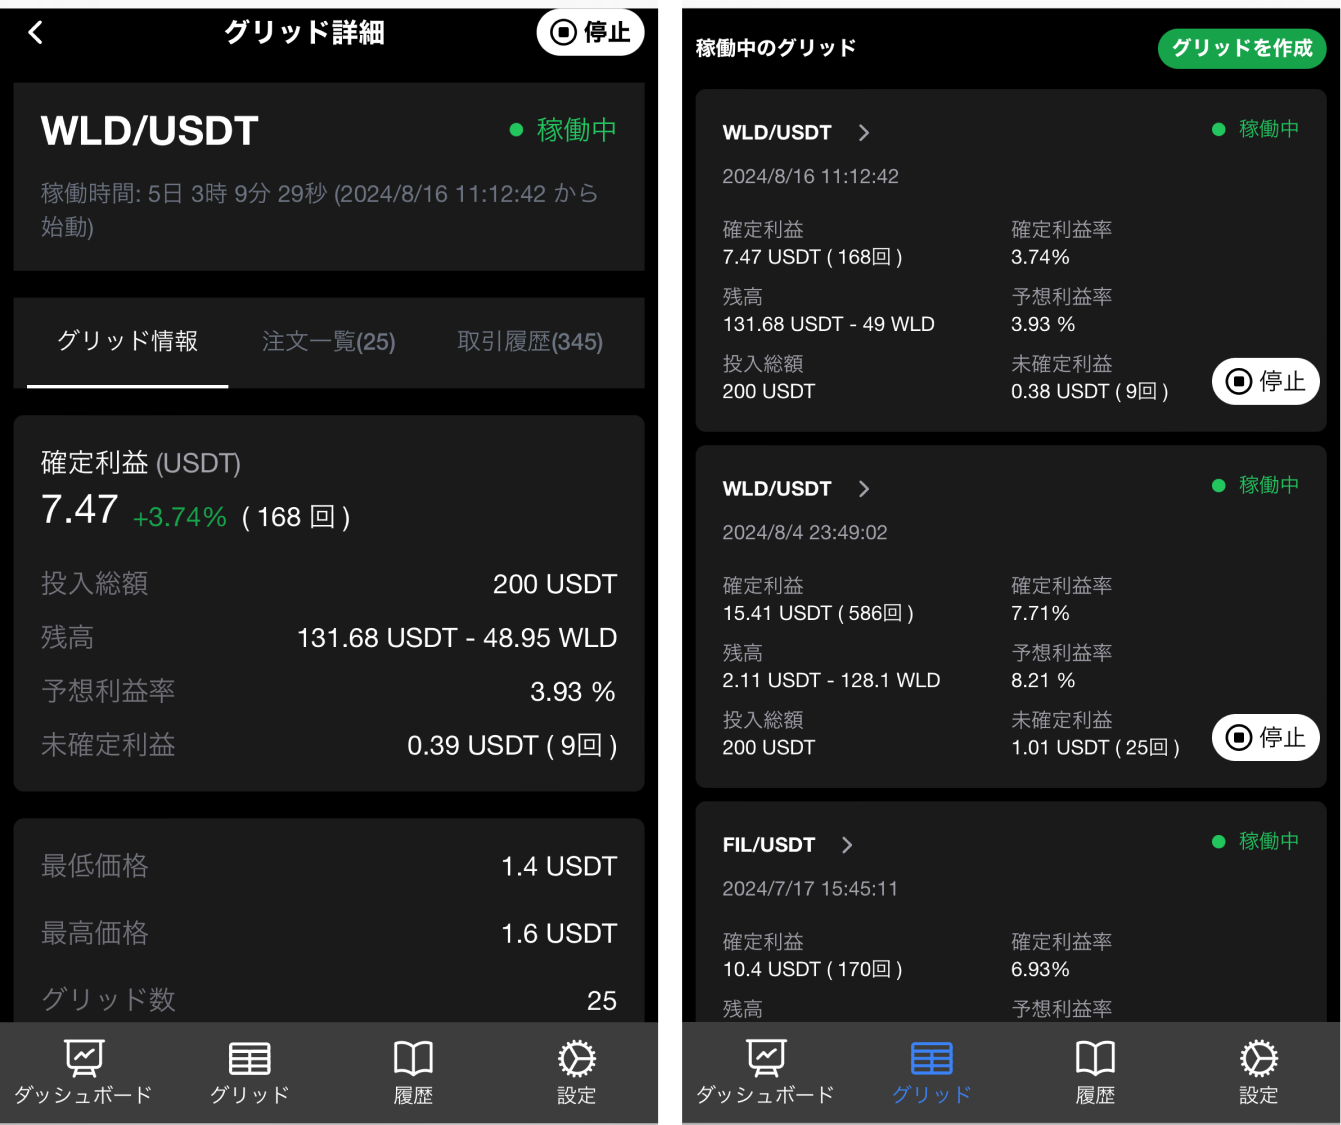 グリッド詳細
停止
WLD/USDT
稼働中
稼働時間: 5日 3時 9分 29秒 (2024/8/16 11:12:42 から
始動)
グリッド情報 注文一覧(25) 取引履歴(345)
確定利益 (USDT)
7.47 +3.74% ( 168 回 )
投入総額 200 USDT
残高 131.68 USDT - 48.95 WLD
予想利益率 3.93 %
未確定利益 0.39 USDT ( 9回 )
最低価格 1.4 USDT
最高価格 1.6 USDT
グリッド数 25
ダッシュボード グリッド 履歴 設定
稼働中のグリッド
グリッドを作成
WLD/USDT
稼働中
2024/8/16 11:12:42
確定利益 確定利益率
7.47 USDT ( 168回 ) 3.74%
残高 予想利益率
131.68 USDT - 49 WLD 3.93 %
投入総額 未確定利益
200 USDT 0.38 USDT ( 9回 )
停止
WLD/USDT
稼働中
2024/8/4 23:49:02
確定利益 確定利益率
15.41 USDT ( 586回 ) 7.71%
残高 予想利益率
2.11 USDT - 128.1 WLD 8.21 %
投入総額 未確定利益
200 USDT 1.01 USDT ( 25回 )
停止
FIL/USDT
稼働中
2024/7/17 15:45:11
確定利益 確定利益率
10.4 USDT ( 170回 ) 6.93%
残高 予想利益率
ダッシュボード グリッド 履歴 設定